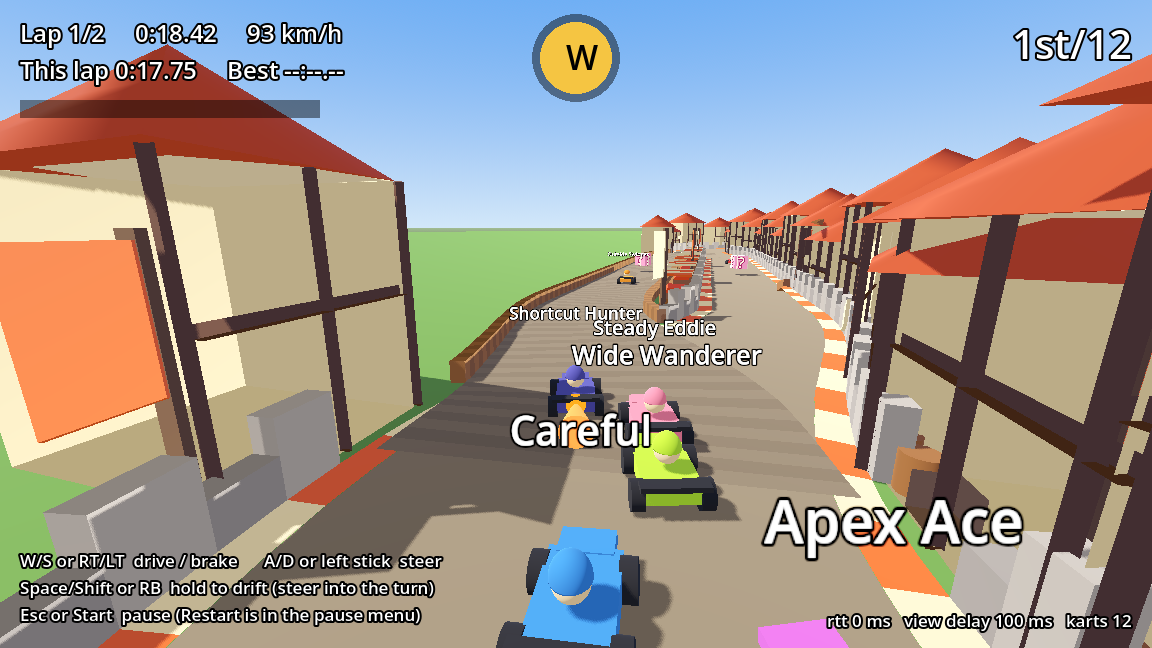 Lap 1/2 0:18.42 93 km/h
This lap 0:17.75 Best --:--.--
W
1st/12
?
Shortcut Hunter
Steady Eddie
Wide Wanderer
Careful
Apex Ace
W/S or RT/LT drive / brake A/D or left stick steer
Space/Shift or RB hold to drift (steer into the turn)
Esc or Start pause (Restart is in the pause menu)
rtt 0 ms view delay 100 ms karts 12